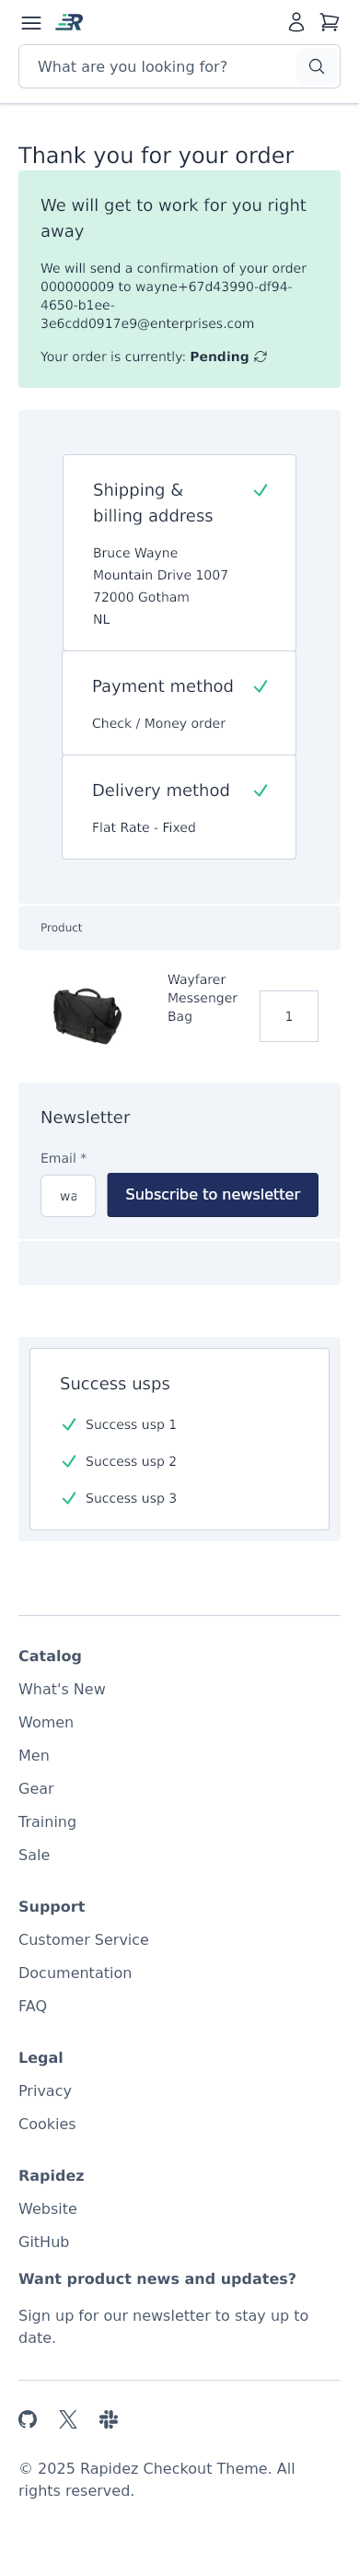 What are you looking for?
Thank you for your order
We will get to work for you right
away
We will send a confirmation of your order
000000009 to wayne+67d43990-df94-
4650-b1ee-
3e6cdd0917e9@enterprises.com
Your order is currently: Pending
Shipping &
billing address
Bruce Wayne
Mountain Drive 1007
72000 Gotham
NL
Payment method
Check / Money order
Delivery method
Flat Rate - Fixed
Product
Wayfarer
Messenger
Bag
1
Newsletter
Email *
wa
Subscribe to newsletter
Success usps
Success usp 1
Success usp 2
Success usp 3
Catalog
What's New
Women
Men
Gear
Training
Sale
Support
Customer Service
Documentation
FAQ
Legal
Privacy
Cookies
Rapidez
Website
GitHub
Want product news and updates?
Sign up for our newsletter to stay up to
date.
© 2025 Rapidez Checkout Theme. All
rights reserved.